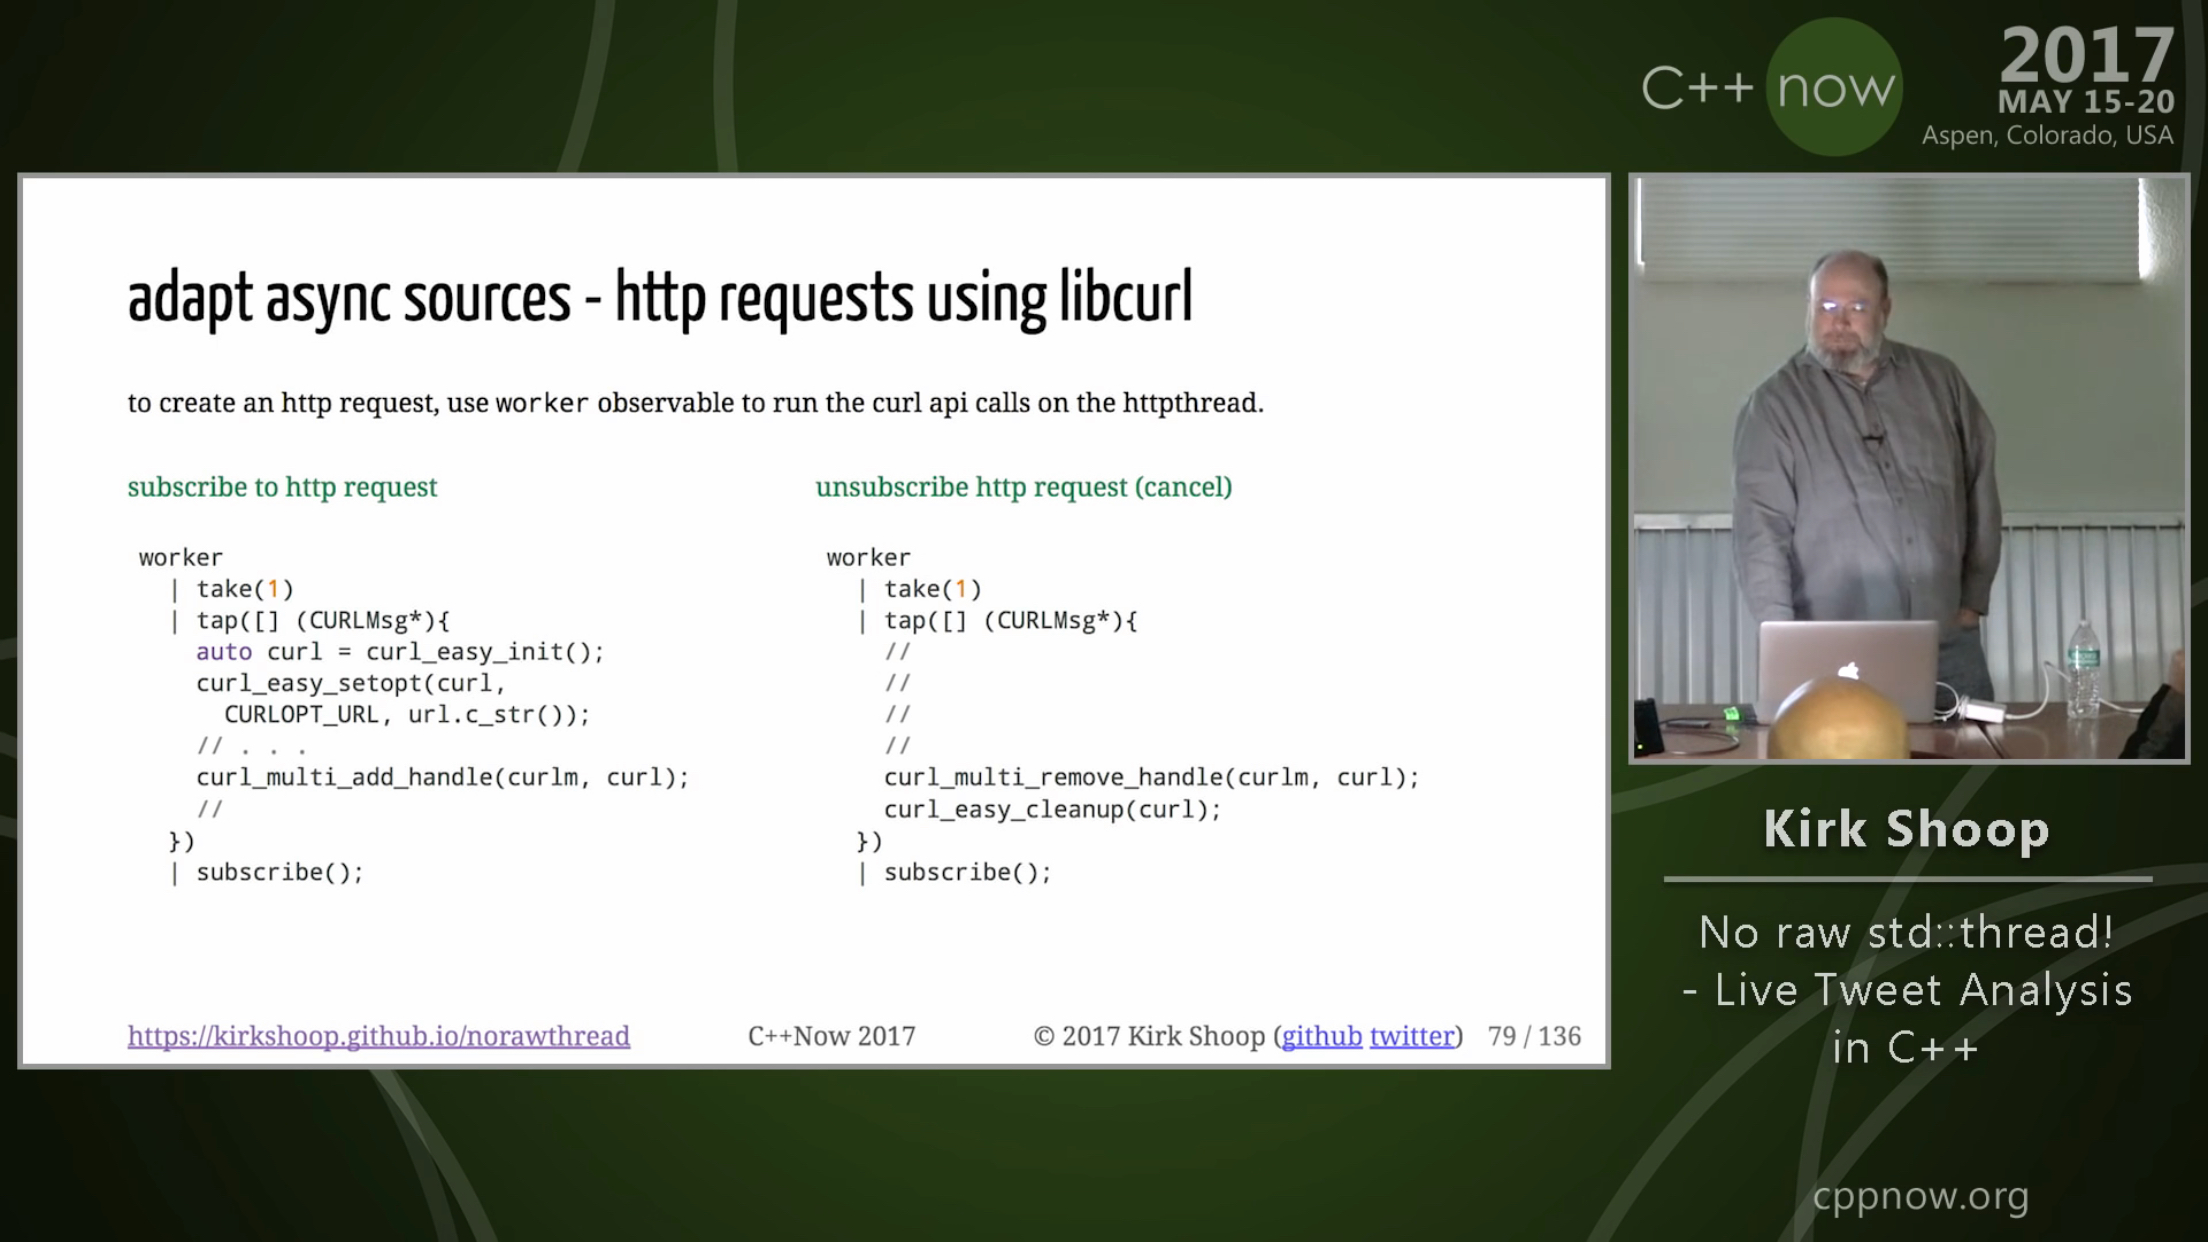 C++ now
2017
MAY 15-20
Aspen, Colorado, USA
adapt async sources - http requests using libcurl
to create an http request, use worker observable to run the curl api calls on the httpthread.
subscribe to http request
worker
| take(1)
| tap([] (CURLMsg*){
auto curl = curl_easy_init();
curl_easy_setopt(curl,
CURLOPT_URL, url.c_str());
// . . .
curl_multi_add_handle(curlm, curl);
//
})
| subscribe();
unsubscribe http request (cancel)
worker
| take(1)
| tap([] (CURLMsg*){
//
//
//
//
curl_multi_remove_handle(curlm, curl);
curl_easy_cleanup(curl);
})
| subscribe();
https://kirkshoop.github.io/norawthread
C++Now 2017
© 2017 Kirk Shoop (github twitter)
79 / 136
Kirk Shoop
No raw std::thread!
- Live Tweet Analysis
in C++
cppnow.org